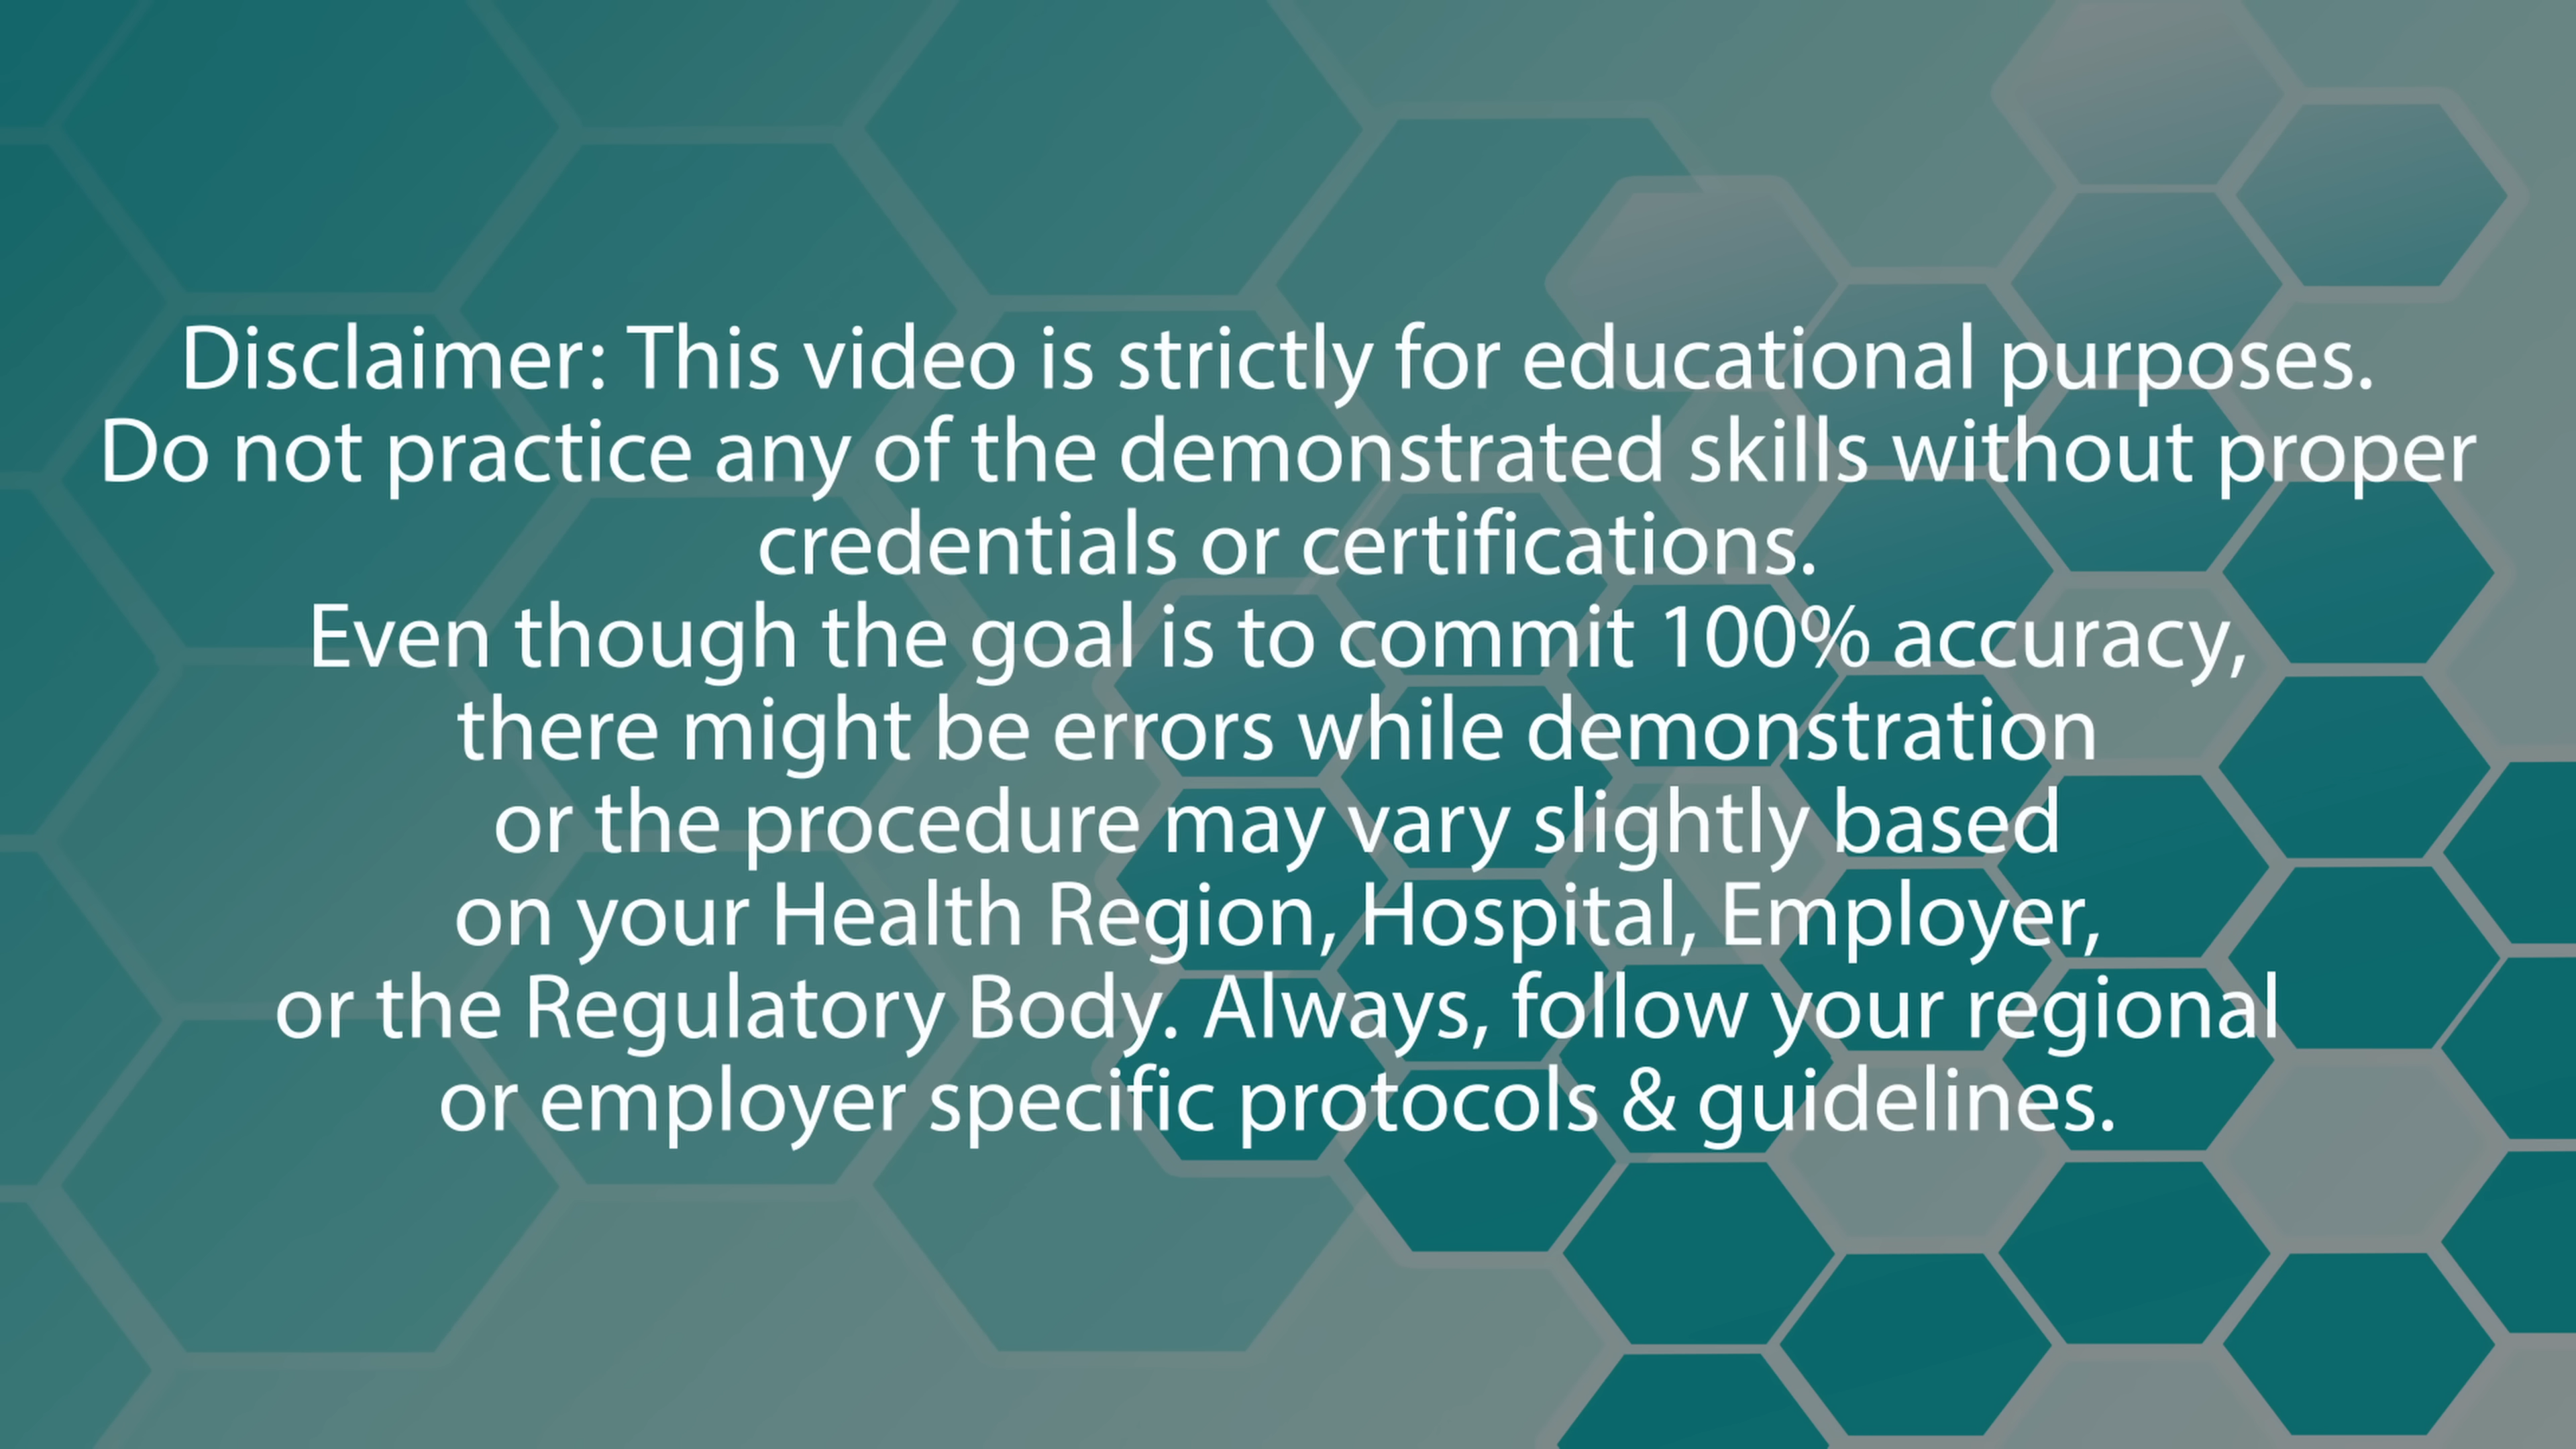 Disclaimer: This video is strictly for educational purposes.
Do not practice any of the demonstrated skills without proper
credentials or certifications.
Even though the goal is to commit 100% accuracy,
there might be errors while demonstration
or the procedure may vary slightly based
on your Health Region, Hospital, Employer,
or the Regulatory Body. Always, follow your regional
or employer specific protocols & guidelines.